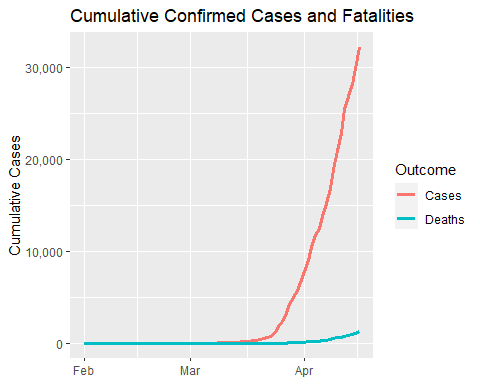 Cumulative Confirmed Cases and Fatalities
Cumulative Cases
30,000
20,000
10,000
0
Feb
Mar
Apr
Outcome
Cases
Deaths